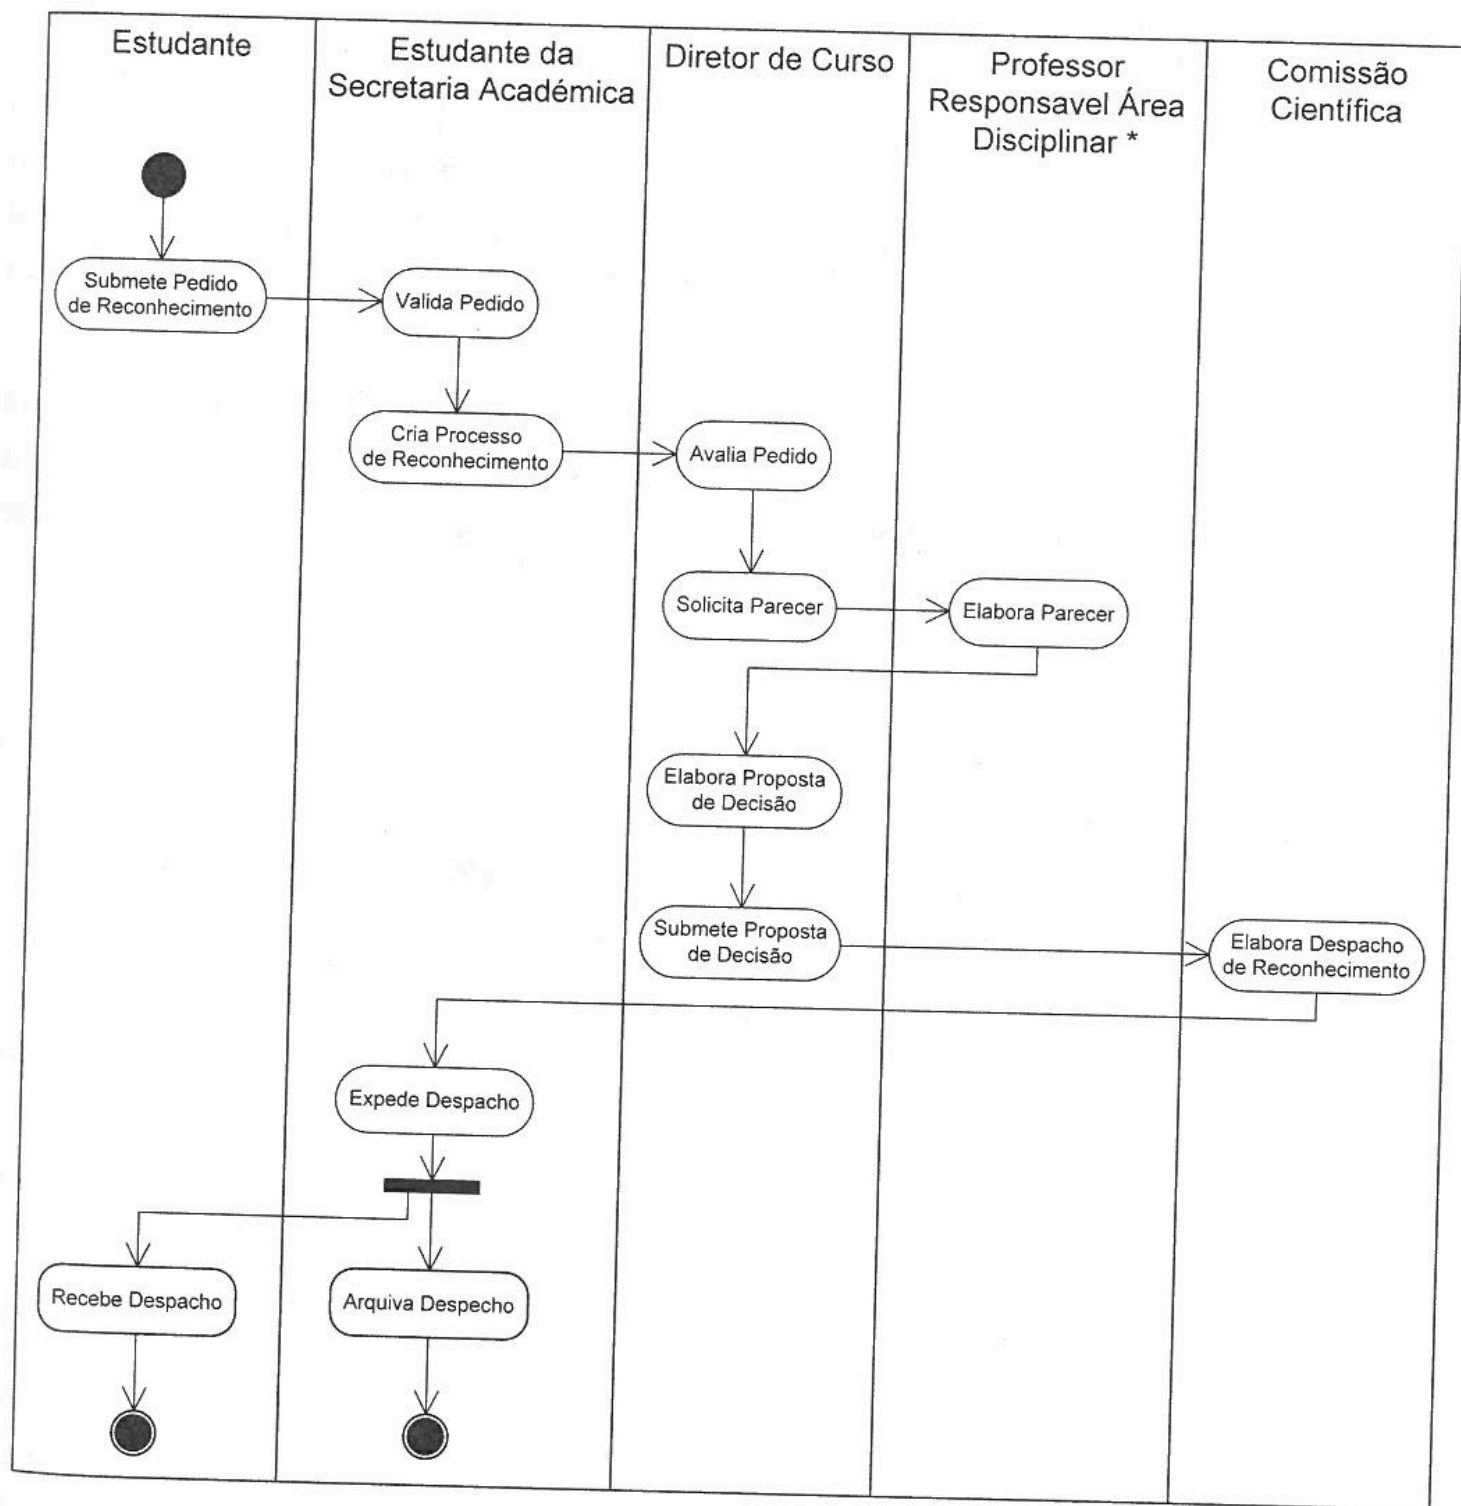 Estudante
Estudante da
Secretaria Académica
Diretor de Curso
Professor
Responsavel Área
Disciplinar *
Comissão
Científica
Submete Pedido
de Reconhecimento
Valida Pedido
Cria Processo
de Reconhecimento
Avalia Pedido
Solicita Parecer
Elabora Parecer
Elabora Proposta
de Decisão
Submete Proposta
de Decisão
Elabora Despacho
de Reconhecimento
Expede Despacho
Recebe Despacho
Arquiva Despecho